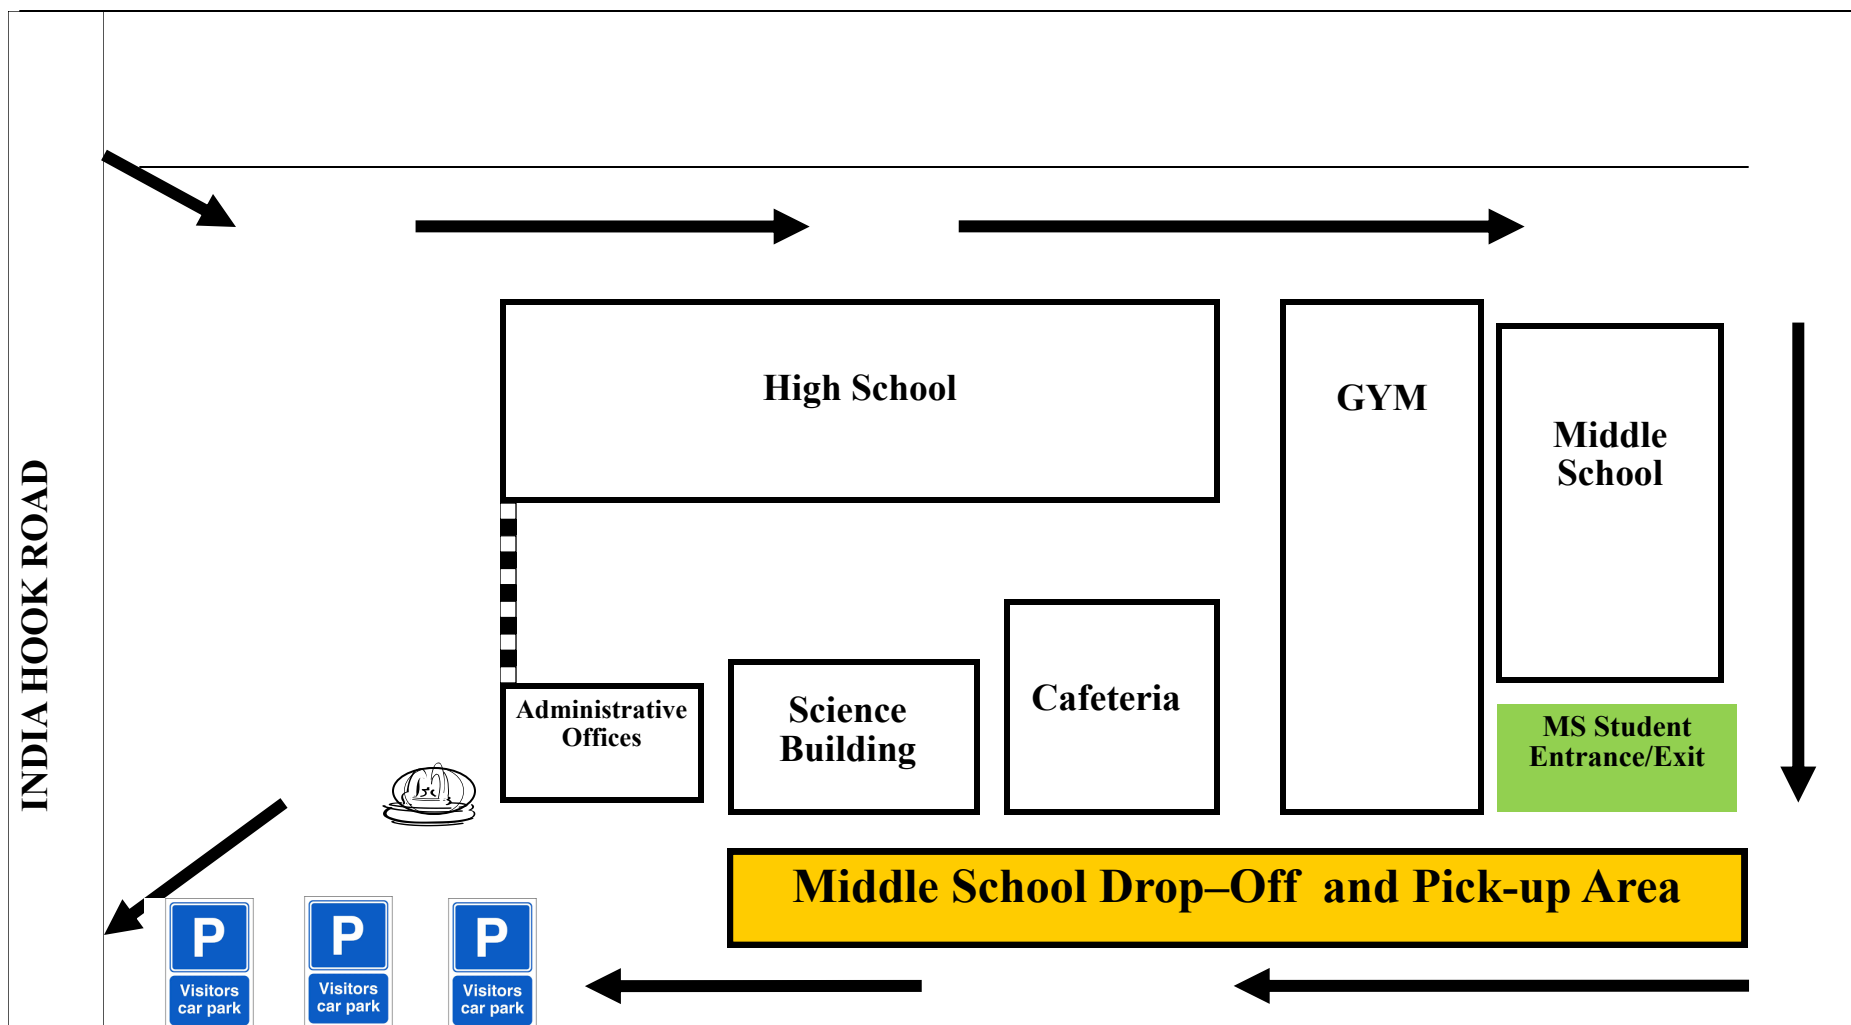 INDIA HOOK ROAD
High School
GYM
Middle
School
Administrative
Offices
Science
Building
Cafeteria
MS Student
Entrance/Exit
Middle School Drop–Off  and Pick-up Area
P
Visitors
car park
P
Visitors
car park
P
Visitors
car park